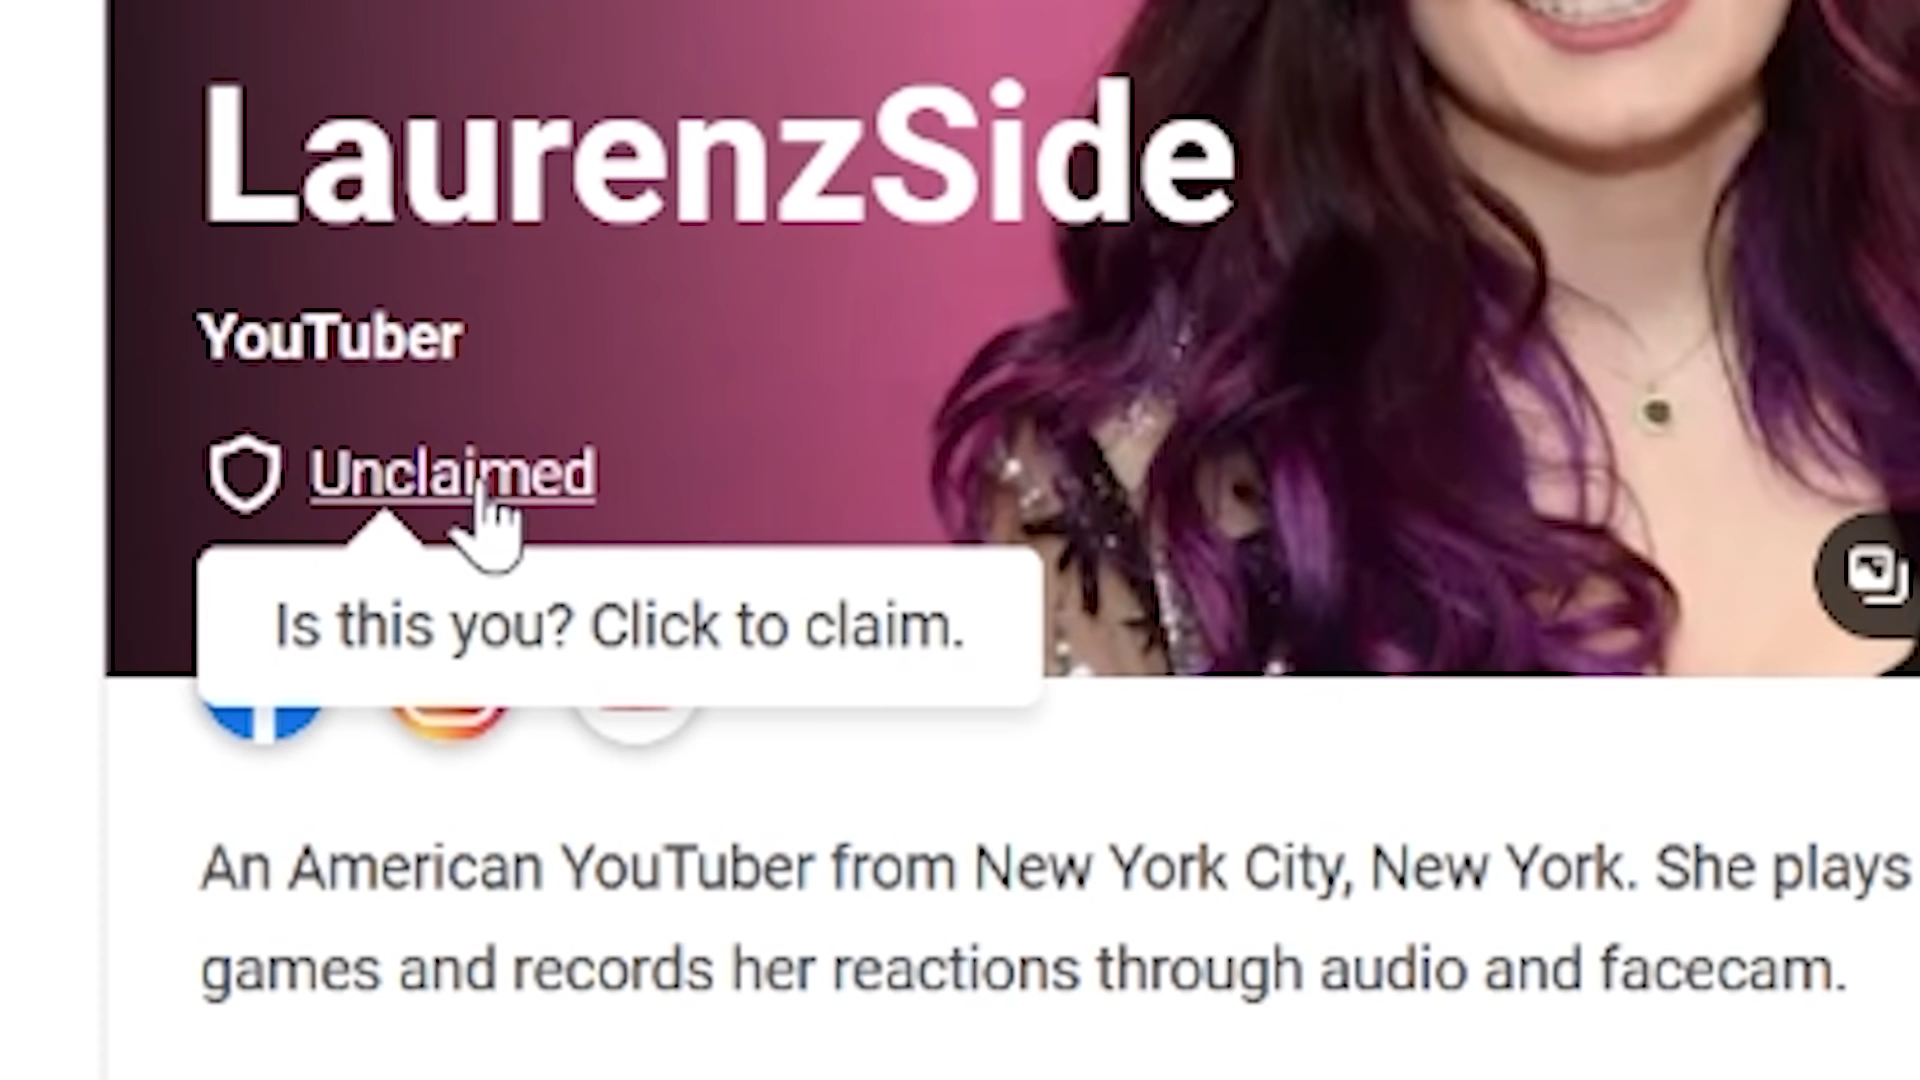 LaurenzSide
YouTuber
Unclaimed
Is this you? Click to claim.
An American YouTuber from New York City, New York. She plays
games and records her reactions through audio and facecam.